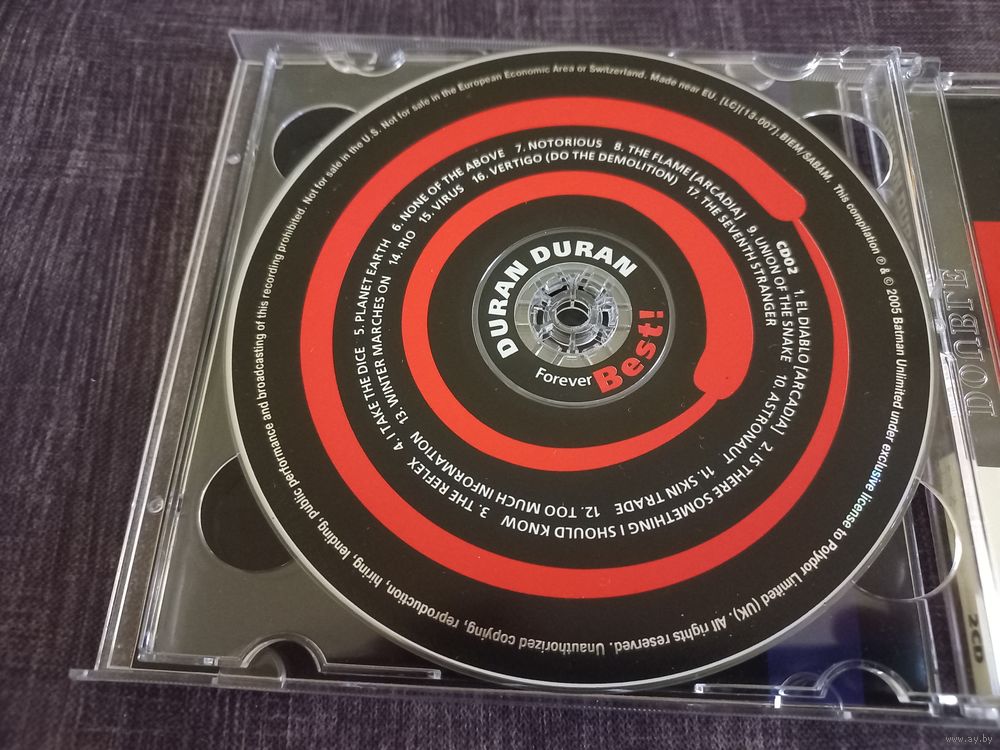 DURAN DURAN
Forever Best!
CD02 1. EL DIABLO [ARCADIA] 2. IS THERE SOMETHING I SHOULD KNOW 3. THE REFLEX 4. I TAKE THE DICE 5. PLANET EARTH 6. NONE OF THE ABOVE 7. NOTORIOUS 8. THE FLAME [ARCADIA]
9. UNION OF THE SNAKE 10 ASTRONAUT 11. SKIN TRADE 12. TOO MUCH INFORMATION 13. WINTER MARCHES ON 14. RIO 15. VIRUS 16. VERTIGO (DO THE DEMOLITION)
17. THE SEVENTH STRANGER
Unauthorized copying, reproduction, hiring, lending, public performance and broadcasting of this recording prohibited. Not for sale in the U.S. Not for sale in the European Economic Area or Switzerland. Made near EU. [LC][13-007]. BIEM/SABAM. This compilation ℗ & © 2005 Batman Unlimited under exclusive license to Polydor Limited (UK). All rights reserved.
DOUBLE
2CD
www.ay.by